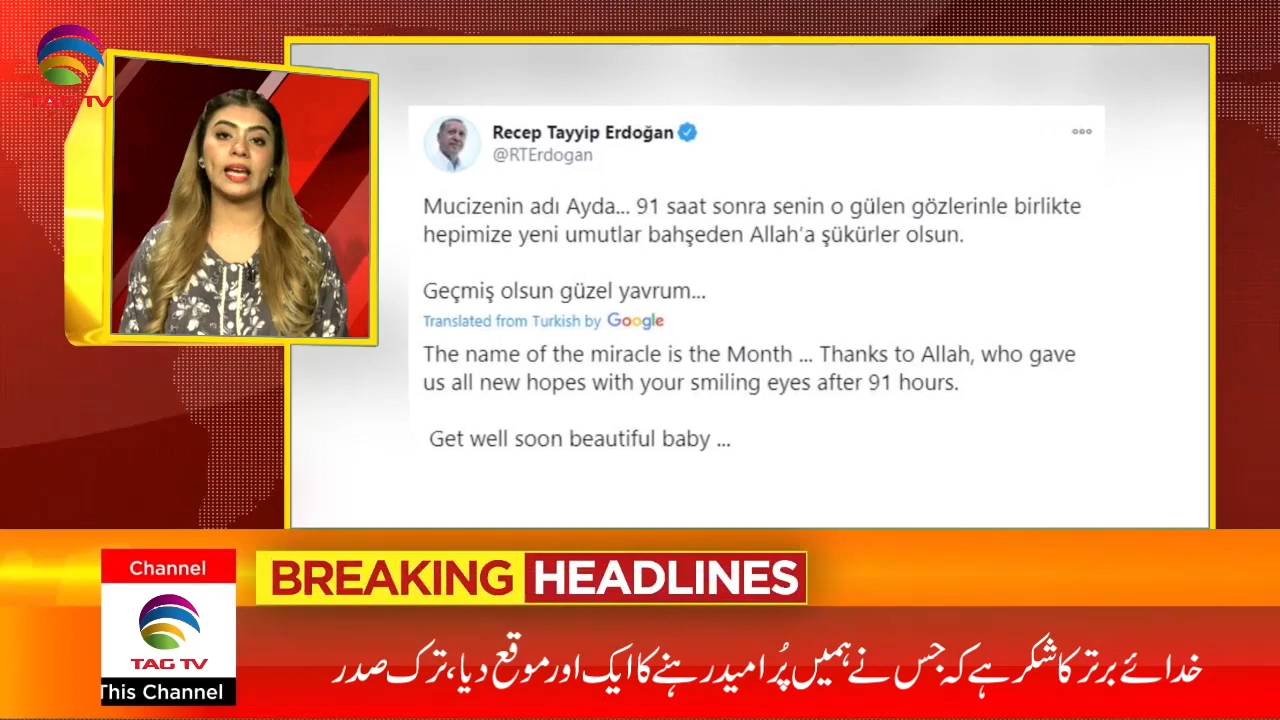 TAG TV
Recep Tayyip Erdoğan
@RTErdogan
Mucizenin adı Ayda... 91 saat sonra senin o gülen gözlerinle birlikte
hepimize yeni umutlar bahşeden Allah'a şükürler olsun.
Geçmiş olsun güzel yavrum...
Translated from Turkish by Google
The name of the miracle is the Month ... Thanks to Allah, who gave
us all new hopes with your smiling eyes after 91 hours.
Get well soon beautiful baby ...
Channel
TAG TV
This Channel
BREAKING HEADLINES
خدائے برتر کا شکر ہے کہ جس نے ہمیں پُرامید رہنے کا ایک اور موقع دیا، ترک صدر